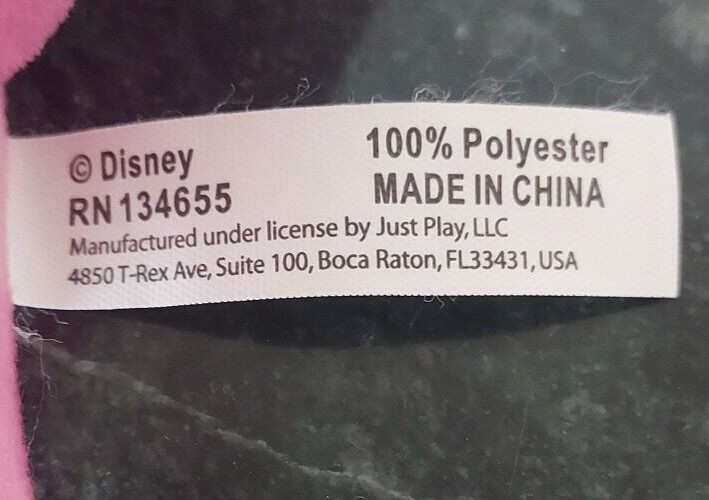 © Disney
RN 134655
100% Polyester
MADE IN CHINA
Manufactured under license by Just Play, LLC
4850 T-Rex Ave, Suite 100, Boca Raton, FL33431, USA